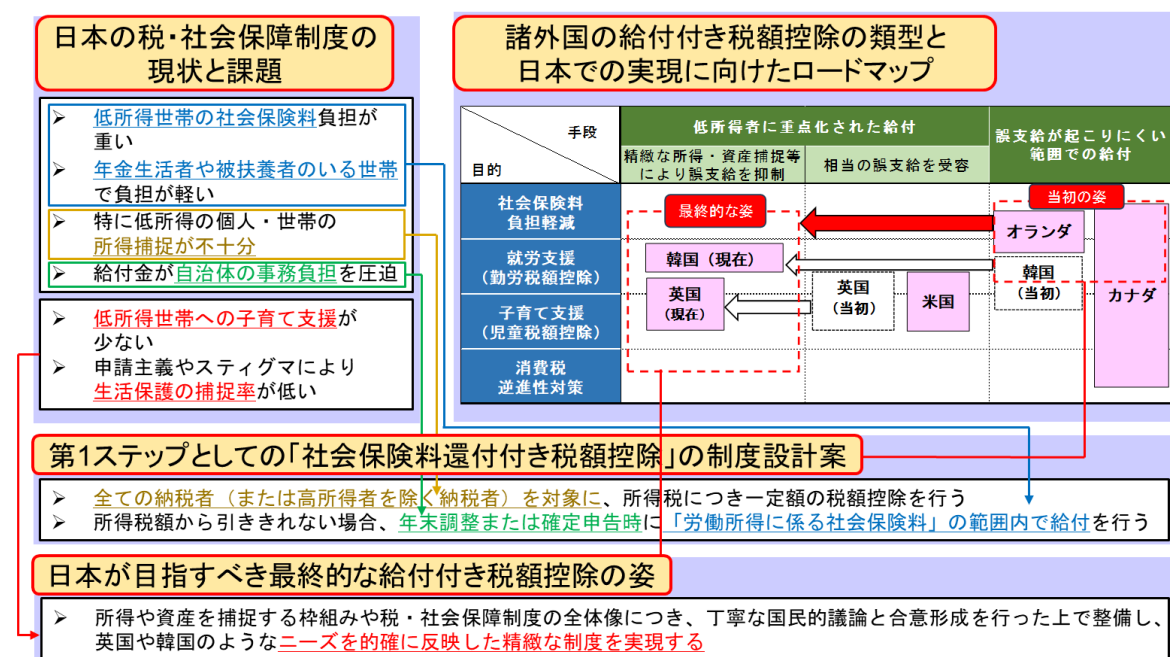 日本の税・社会保障制度の
現状と課題
➢ 低所得世帯の社会保険料負担が
重い
➢ 年金生活者や被扶養者のいる世帯
で負担が軽い
➢ 特に低所得の個人・世帯の
所得捕捉が不十分
➢ 給付金が自治体の事務負担を圧迫
➢ 低所得世帯への子育て支援が
少ない
➢ 申請主義やスティグマにより
生活保護の捕捉率が低い
諸外国の給付付き税額控除の類型と
日本での実現に向けたロードマップ
手段
目的
低所得者に重点化された給付
精緻な所得・資産捕捉等
により誤支給を抑制
相当の誤支給を受容
誤支給が起こりにくい
範囲での給付
社会保険料
負担軽減
就労支援
(勤労税額控除)
子育て支援
(児童税額控除)
消費税
逆進性対策
最終的な姿
当初の姿
オランダ
韓国(現在)
韓国
(当初)
英国
(現在)
英国
(当初)
米国
カナダ
第1ステップとしての「社会保険料還付付き税額控除」の制度設計案
➢ 全ての納税者(または高所得者を除く納税者)を対象に、所得税につき一定額の税額控除を行う
➢ 所得税額から引ききれない場合、年末調整または確定申告時に「労働所得に係る社会保険料」の範囲内で給付を行う
日本が目指すべき最終的な給付付き税額控除の姿
➢ 所得や資産を捕捉する枠組みや税・社会保障制度の全体像につき、丁寧な国民的議論と合意形成を行った上で整備し、
英国や韓国のようなニーズを的確に反映した精緻な制度を実現する